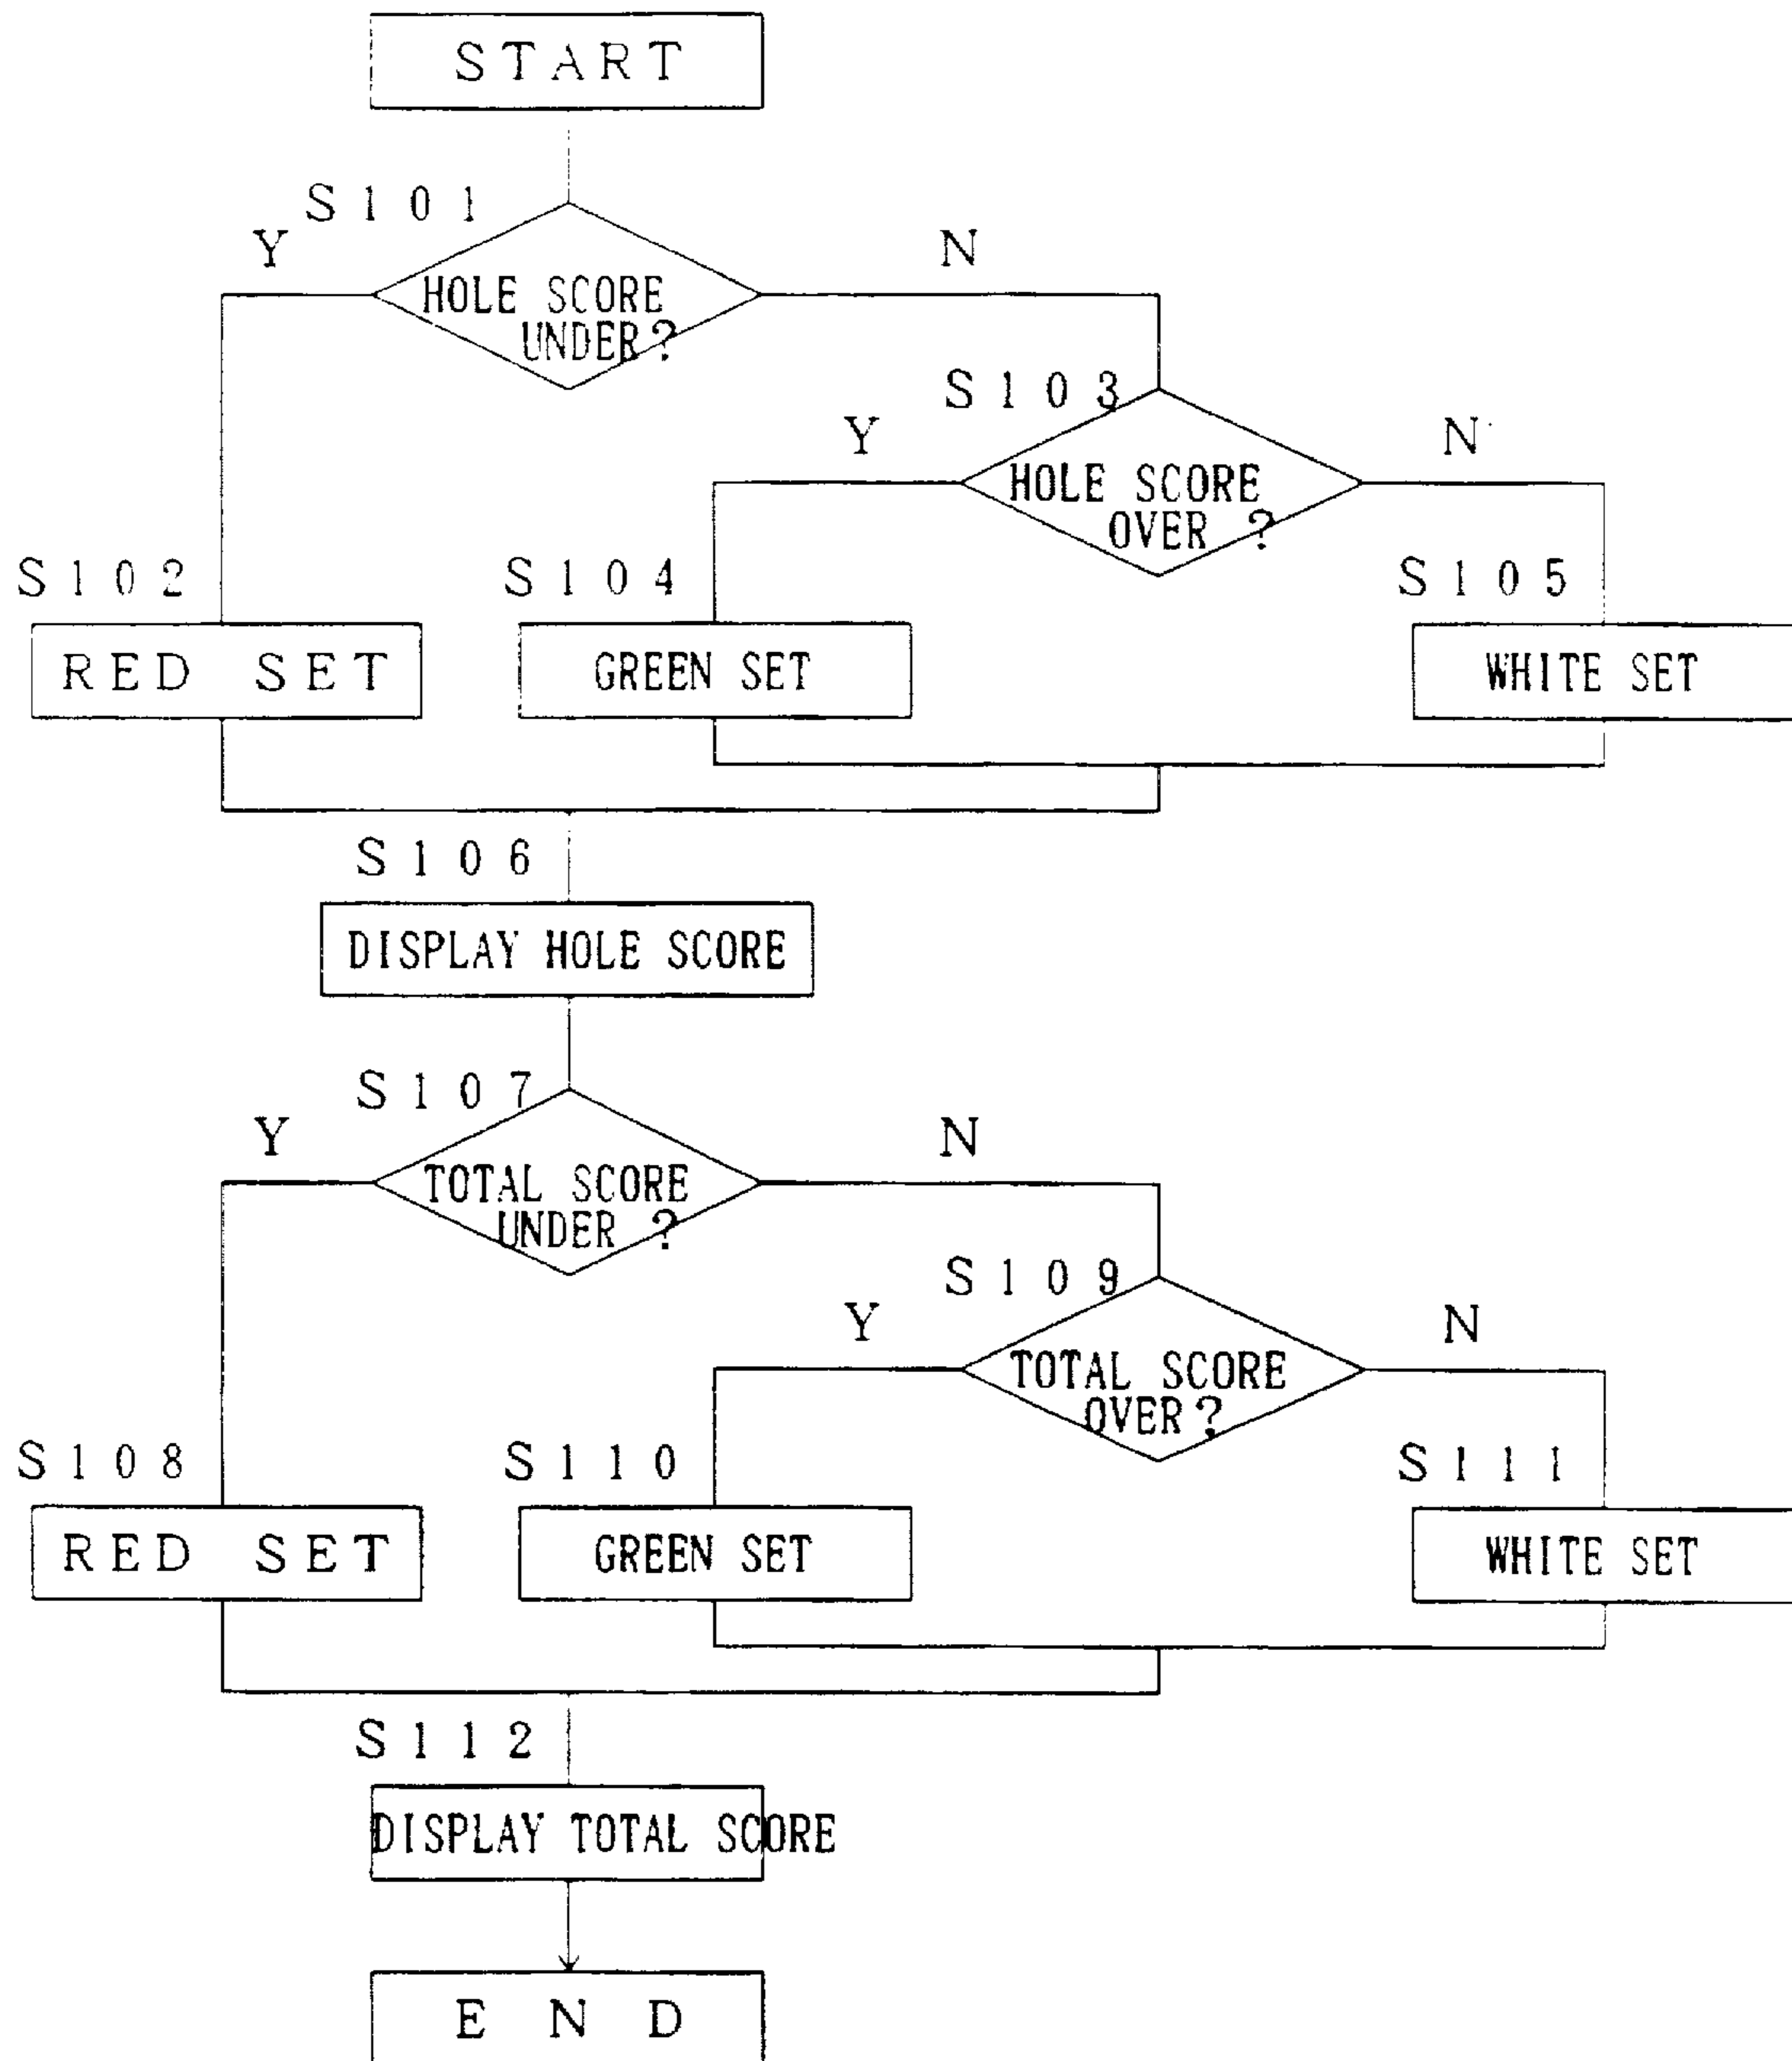 START
S101
Y
N
HOLE SCORE
UNDER?
S103
Y
N
HOLE SCORE
OVER ?
S102
S104
S105
RED SET
GREEN SET
WHITE SET
S106
DISPLAY HOLE SCORE
S107
Y
N
TOTAL SCORE
UNDER ?
S109
Y
N
TOTAL SCORE
OVER?
S108
S110
S111
RED SET
GREEN SET
WHITE SET
S112
DISPLAY TOTAL SCORE
END